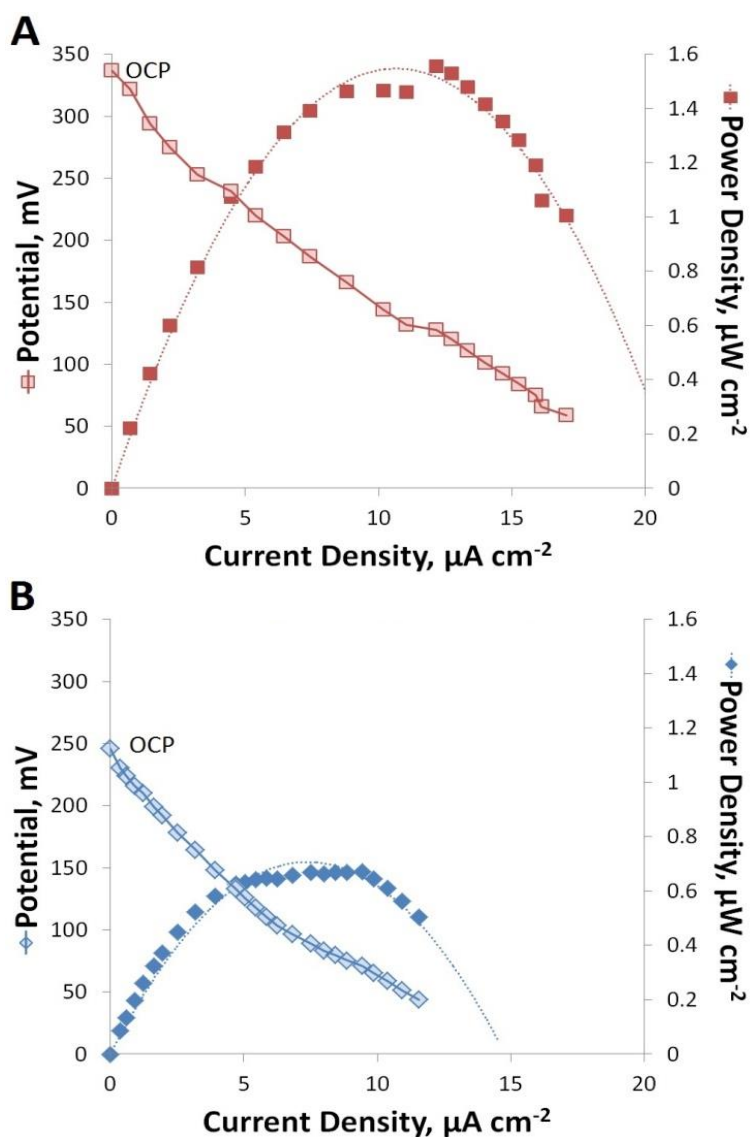 A
350
300
250
200
150
100
50
0
Potential, mV
OCP
1.6
1.4
1.2
1
0.8
0.6
0.4
0.2
0
Power Density, µW cm-2
0 5 10 15 20
Current Density, µA cm-2
B
350
300
250
200
150
100
50
0
Potential, mV
OCP
1.6
1.4
1.2
1
0.8
0.6
0.4
0.2
0
Power Density, µW cm-2
0 5 10 15 20
Current Density, µA cm-2